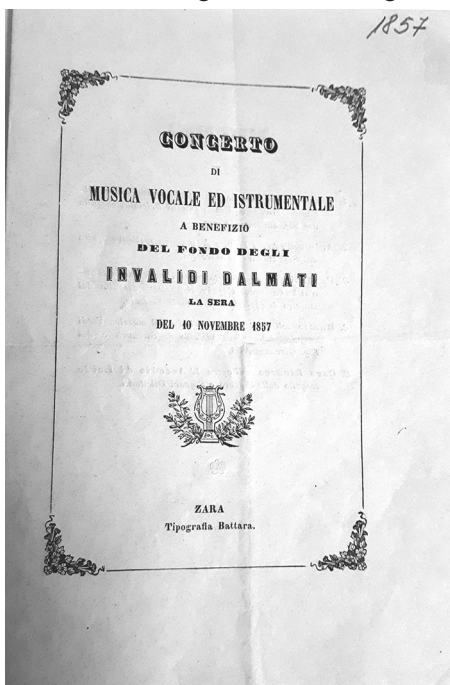 1857
CONCERTO
DI
MUSICA VOCALE ED ISTRUMENTALE
A BENEFIZIO
DEL FONDO DEGLI
INVALIDI DALMATI
LA SERA
DEL 10 NOVEMBRE 1857
ZARA
Tipografia Battara.